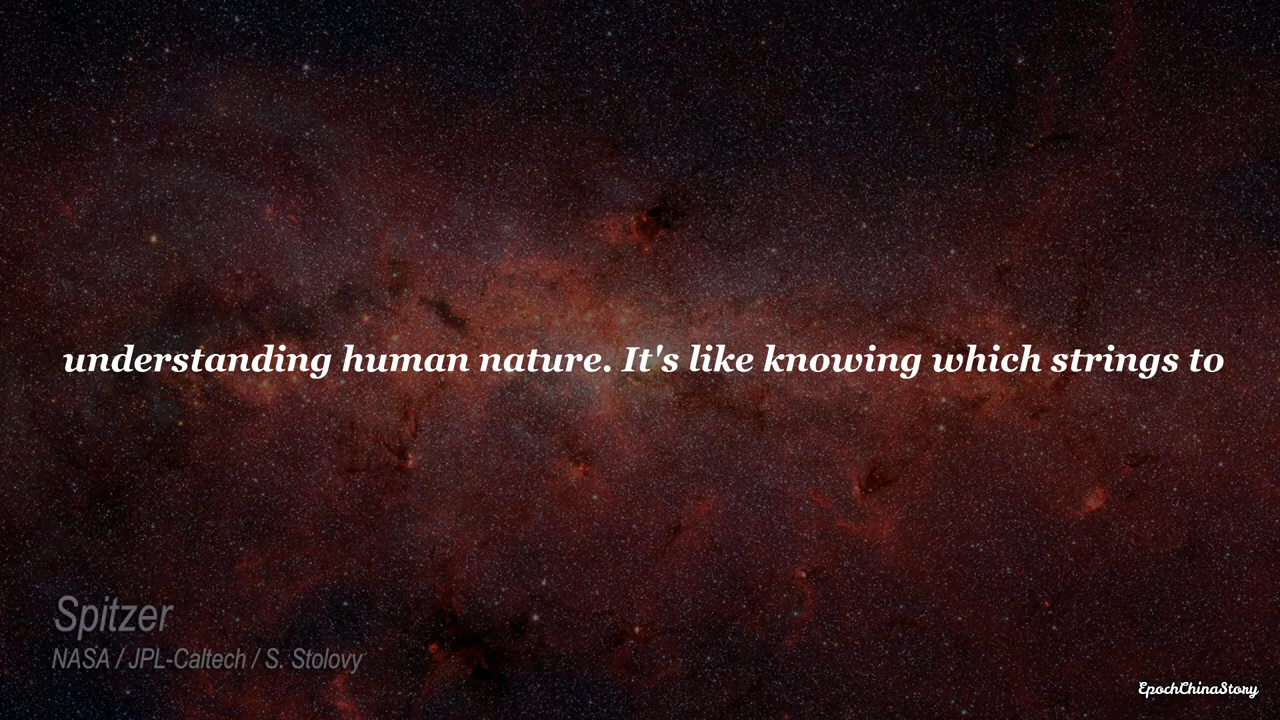 understanding human nature. It's like knowing which strings to
Spitzer
NASA / JPL-Caltech / S. Stolovy
EpochChinaStory